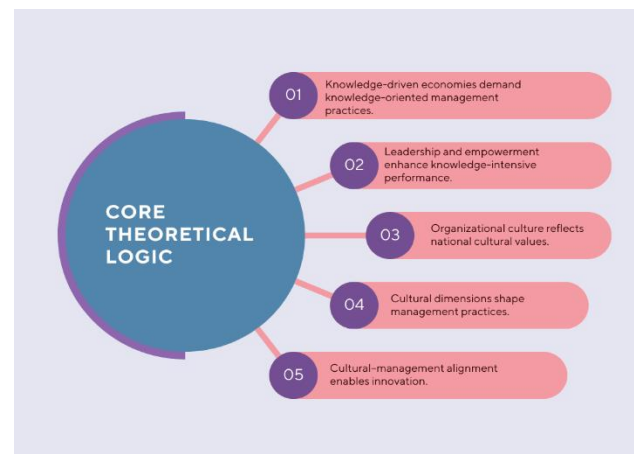 CORE
THEORETICAL
LOGIC
01
Knowledge-driven economies demand
knowledge-oriented management
practices.
02
Leadership and empowerment
enhance knowledge-intensive
performance.
03
Organizational culture reflects
national cultural values.
04
Cultural dimensions shape
management practices.
05
Cultural-management alignment
enables innovation.